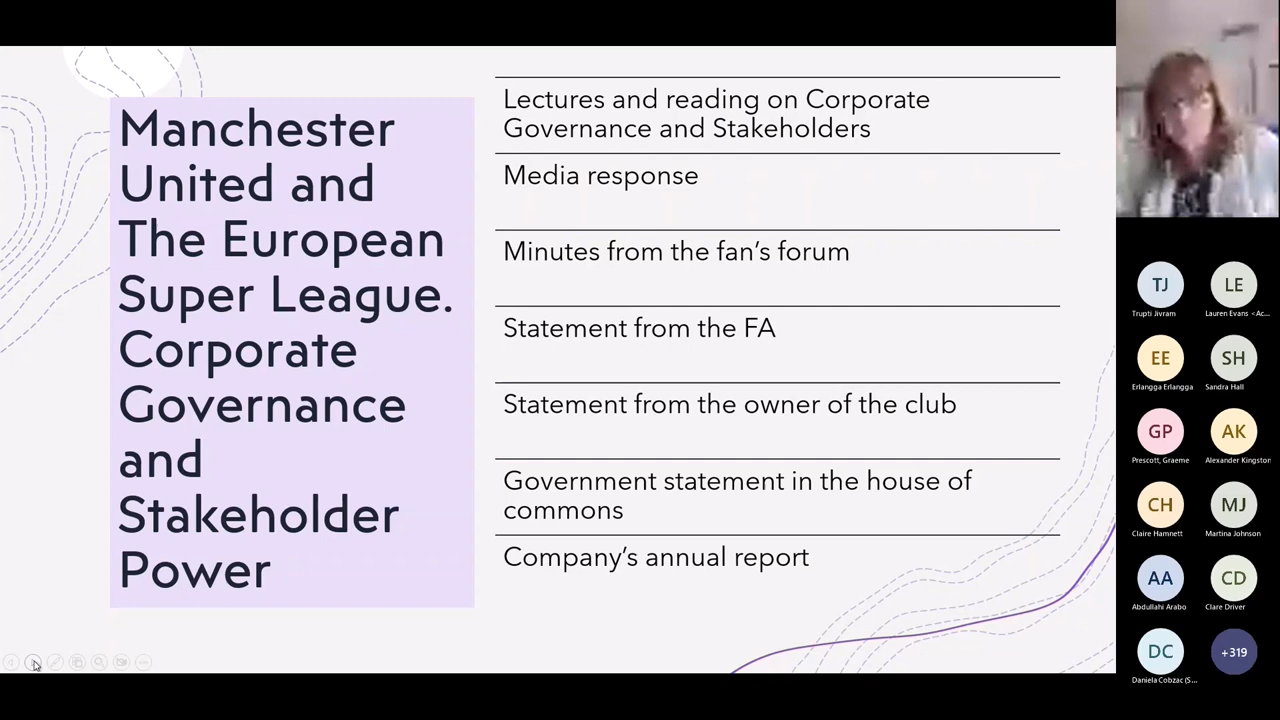 Manchester
United and
The European
Super League.
Corporate
Governance
and
Stakeholder
Power
Lectures and reading on Corporate
Governance and Stakeholders
Media response
Minutes from the fan’s forum
Statement from the FA
Statement from the owner of the club
Government statement in the house of
commons
Company’s annual report
TJ
Trupti Jivram
LE
Lauren Evans <Ac...
EE
Erlangga Erlangga
SH
Sandra Hall
GP
Prescott, Graeme
AK
Alexander Kingston
CH
Claire Hamnett
MJ
Martina Johnson
AA
Abdullahi Arabo
CD
Clare Driver
DC
Daniela Cobzac (S...
+319